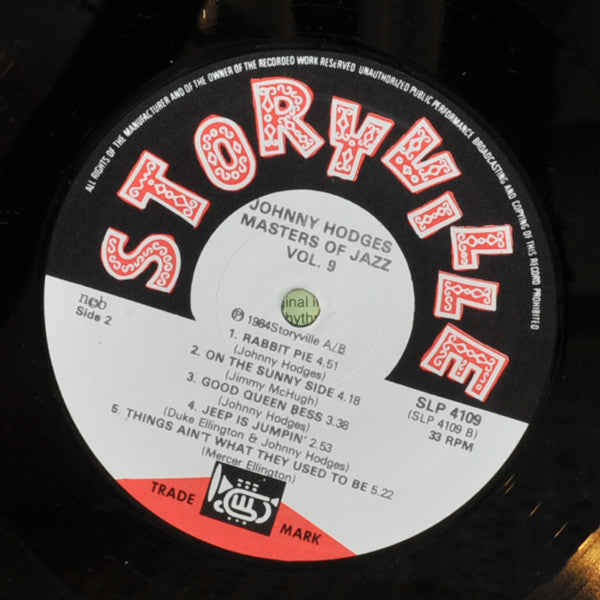 ALL RIGHTS OF THE MANUFACTURER AND OF THE OWNER OF THE RECORDED WORK RESERVED UNAUTHORIZED PUBLIC PERFORMANCE BROADCASTING AND COPYING OF THIS RECORD PROHIBITED
STORYVILLE
JOHNNY HODGES
MASTERS OF JAZZ
VOL. 9
ncb
Side 2
Ⓟ 1984 Storyville A/B
1. RABBIT PIE 4.51
(Johnny Hodges)
2. ON THE SUNNY SIDE 4.18
(Jimmy McHugh)
3. GOOD QUEEN BESS 3.38
(Johnny Hodges)
4. JEEP IS JUMPIN' 2:53
(Duke Ellington & Johnny Hodges)
5. THINGS AIN'T WHAT THEY USED TO BE 5.22
(Mercer Ellington)
SLP 4109
(SLP 4109 B)
33 RPM
TRADE MARK